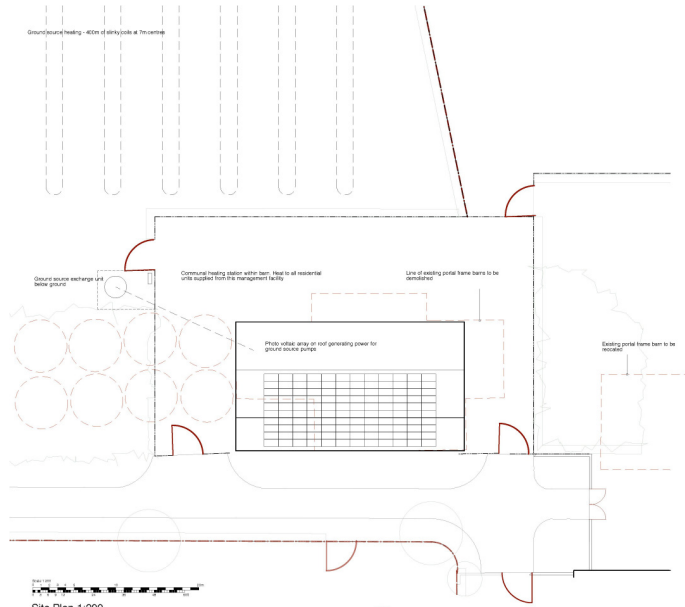 Ground source heating - 400m of slinky coils at 7m centres
Ground source exchange unit
below ground
Communal heating station within barn. Heat to all residential
units supplied from this management facility
Line of existing portal frame barns to be
demolished
Photo voltaic array on roof generating power for
ground source pumps
Existing portal frame barn to be
relocated
Site Plan 1:200